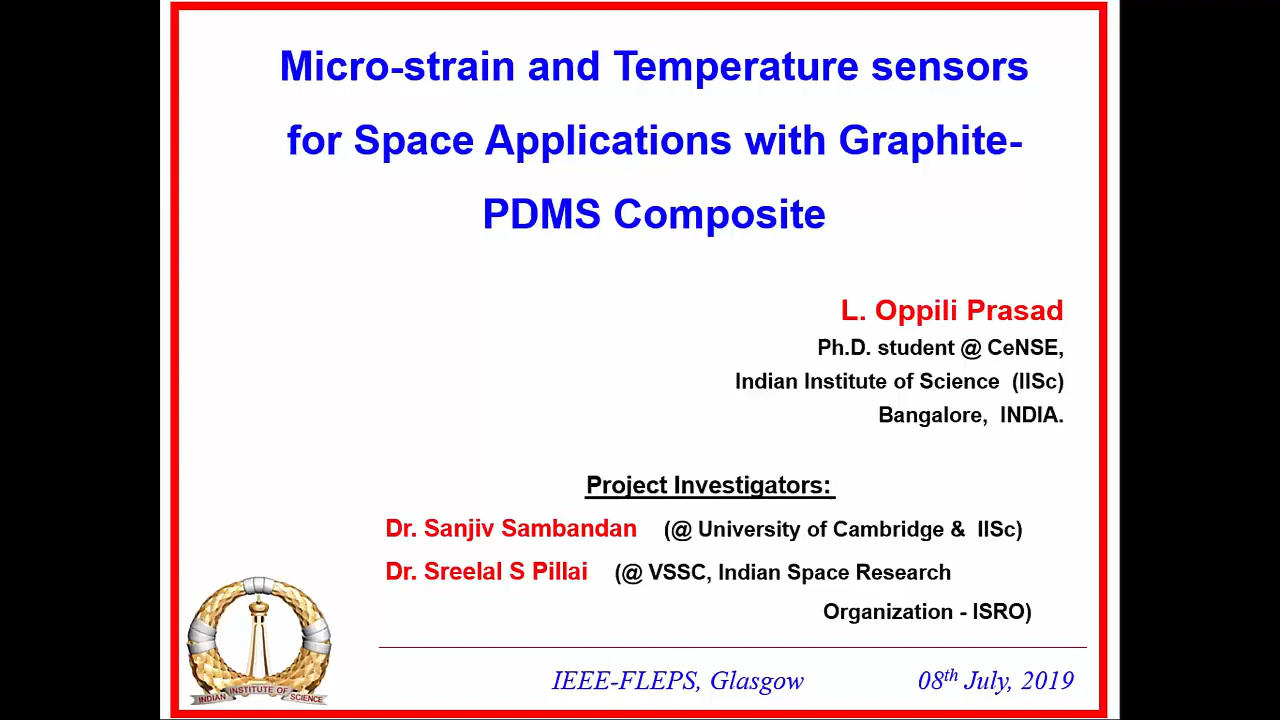 Micro-strain and Temperature sensors
for Space Applications with Graphite-
PDMS Composite
L. Oppili Prasad
Ph.D. student @ CeNSE,
Indian Institute of Science (IISc)
Bangalore, INDIA.
Project Investigators:
Dr. Sanjiv Sambandan (@ University of Cambridge & IISc)
Dr. Sreelal S Pillai (@ VSSC, Indian Space Research
Organization - ISRO)
INDIAN INSTITUTE OF SCIENCE
IEEE-FLEPS, Glasgow 08th July, 2019